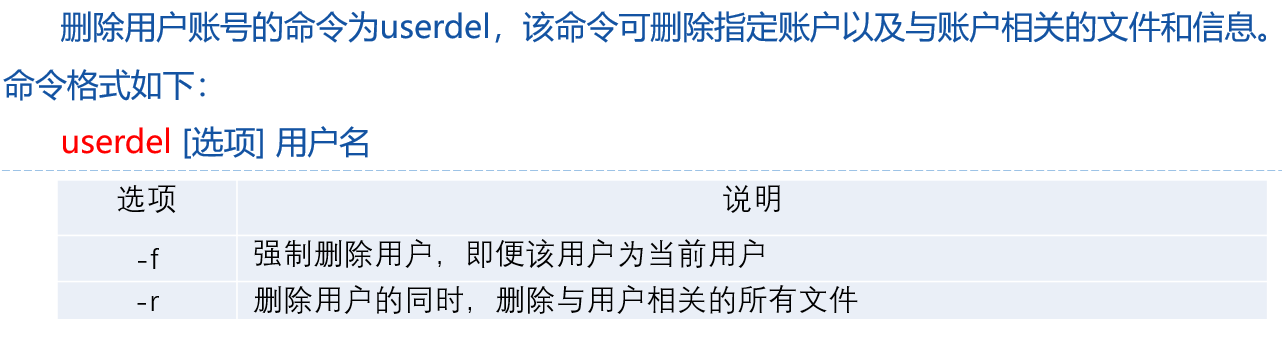 删除用户账号的命令为userdel，该命令可删除指定账户以及与账户相关的文件和信息。
命令格式如下：
userdel [选项] 用户名
选项 说明
-f 强制删除用户，即便该用户为当前用户
-r 删除用户的同时，删除与用户相关的所有文件